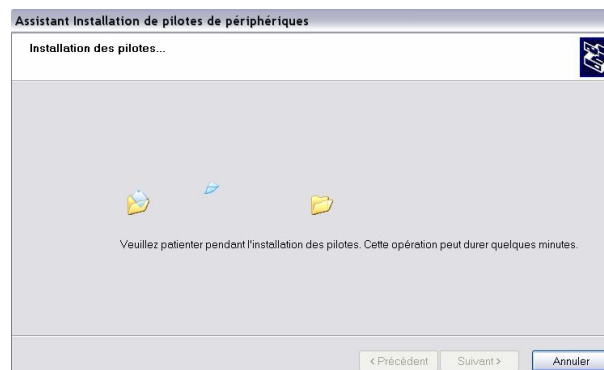 Assistant Installation de pilotes de périphériques
Installation des pilotes...
Veuillez patienter pendant l'installation des pilotes. Cette opération peut durer quelques minutes.
< Précédent
Suivant >
Annuler